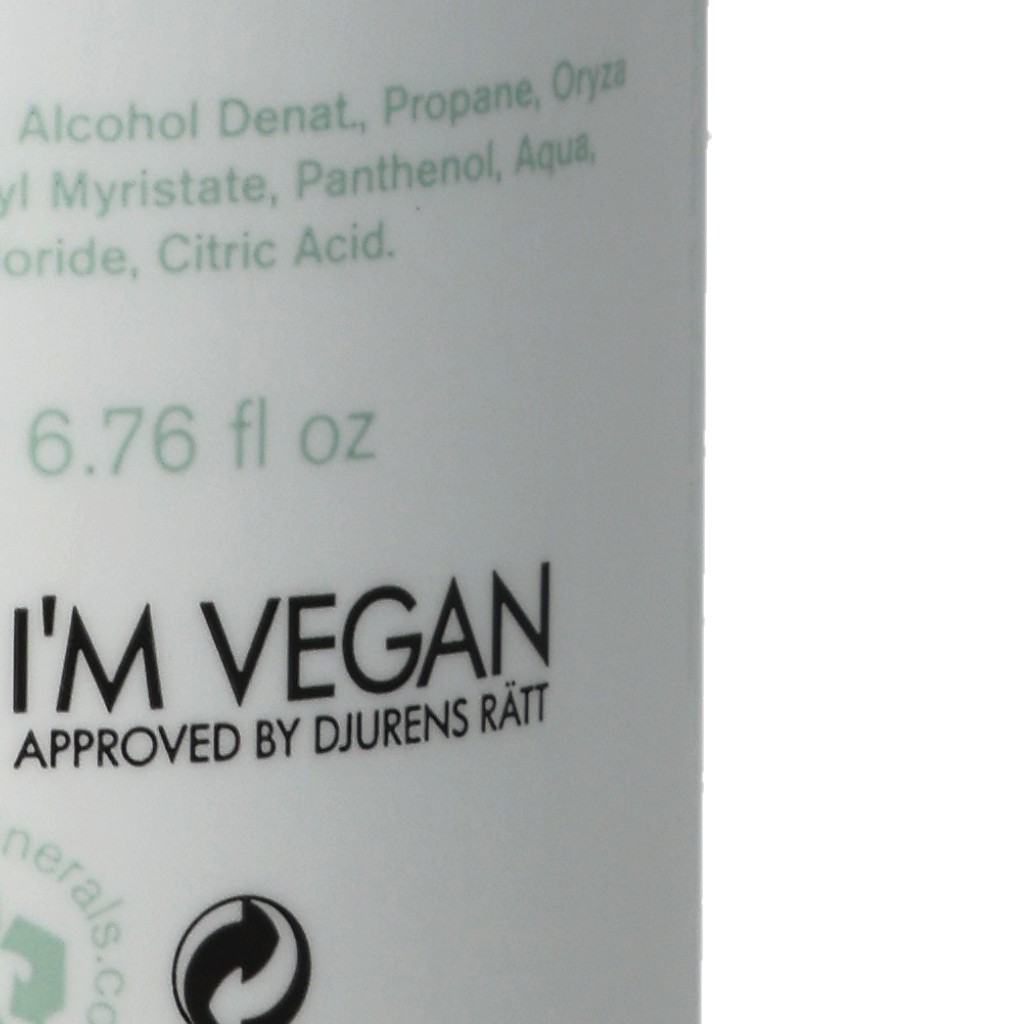 Alcohol Denat., Propane, Oryza
yl Myristate, Panthenol, Aqua,
oride, Citric Acid.
6.76 fl oz
I'M VEGAN
APPROVED BY DJURENS RÄTT
nerals.co